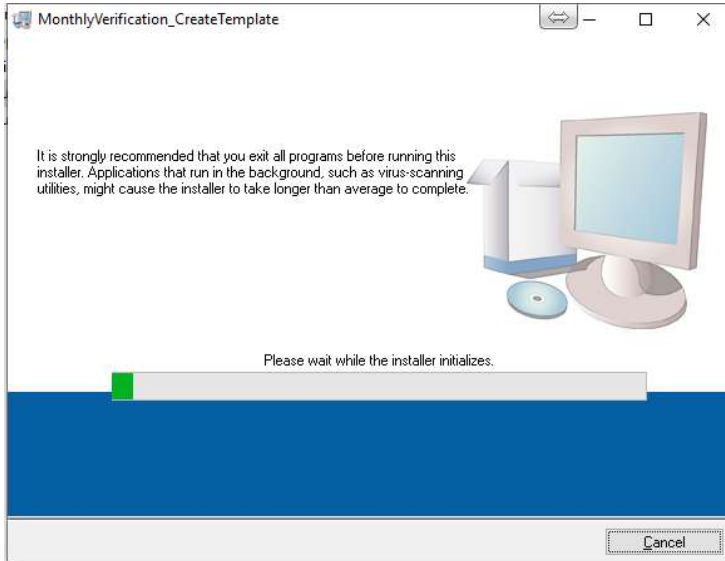 MonthlyVerification_CreateTemplate
It is strongly recommended that you exit all programs before running this
installer. Applications that run in the background, such as virus-scanning
utilities, might cause the installer to take longer than average to complete.
Please wait while the installer initializes.
Cancel